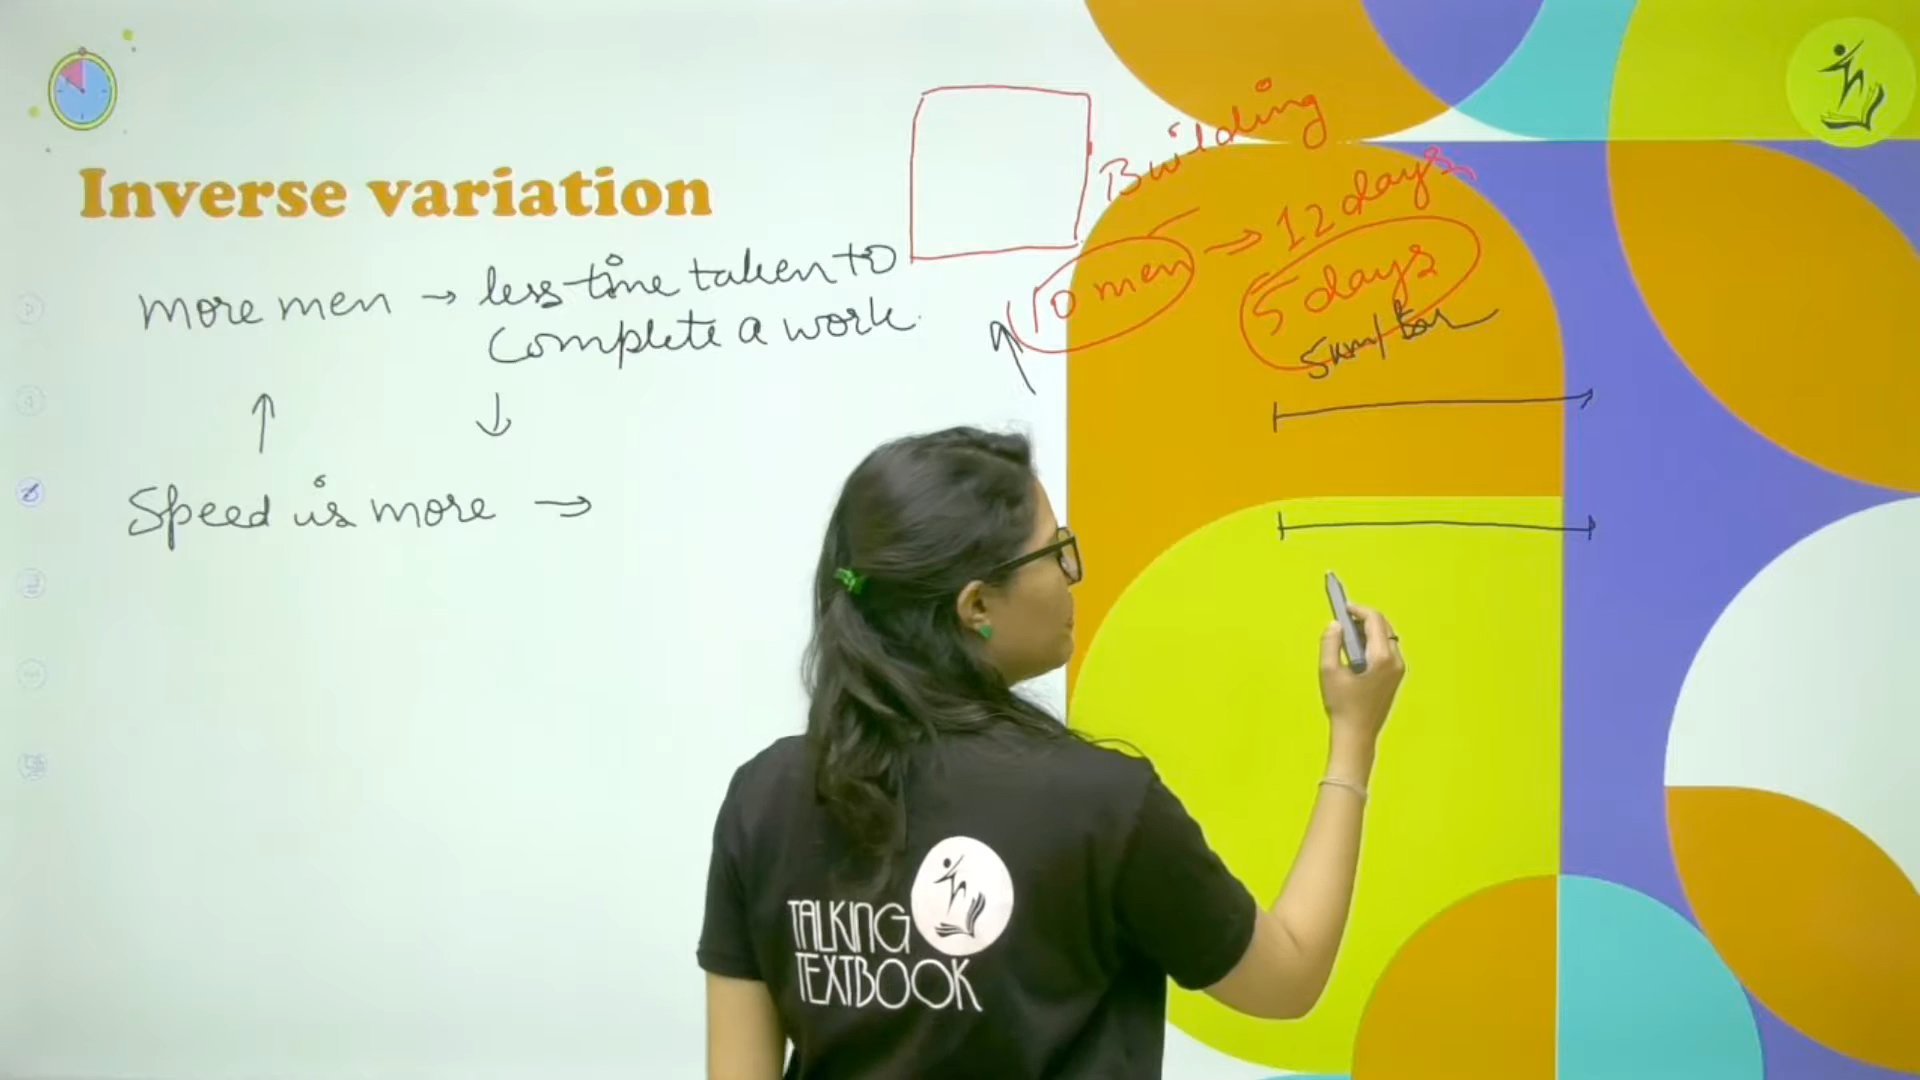 Inverse variation
Building
more men → less time taken to
complete a work
10 men → 12 days
5 days
↑ ↓
Speed is more →
TALKING
TEXTBOOK